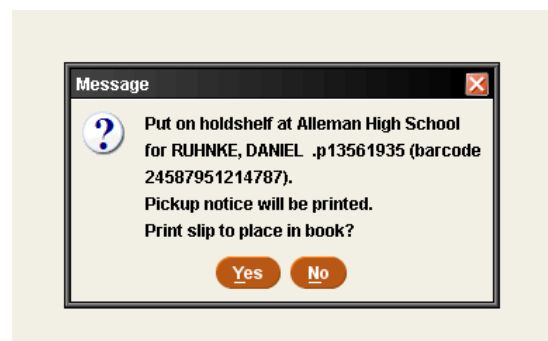 Message
Put on holdshelf at Alleman High School
for RUHNKE, DANIEL .p13561935 (barcode
24587951214787).
Pickup notice will be printed.
Print slip to place in book?
Yes No